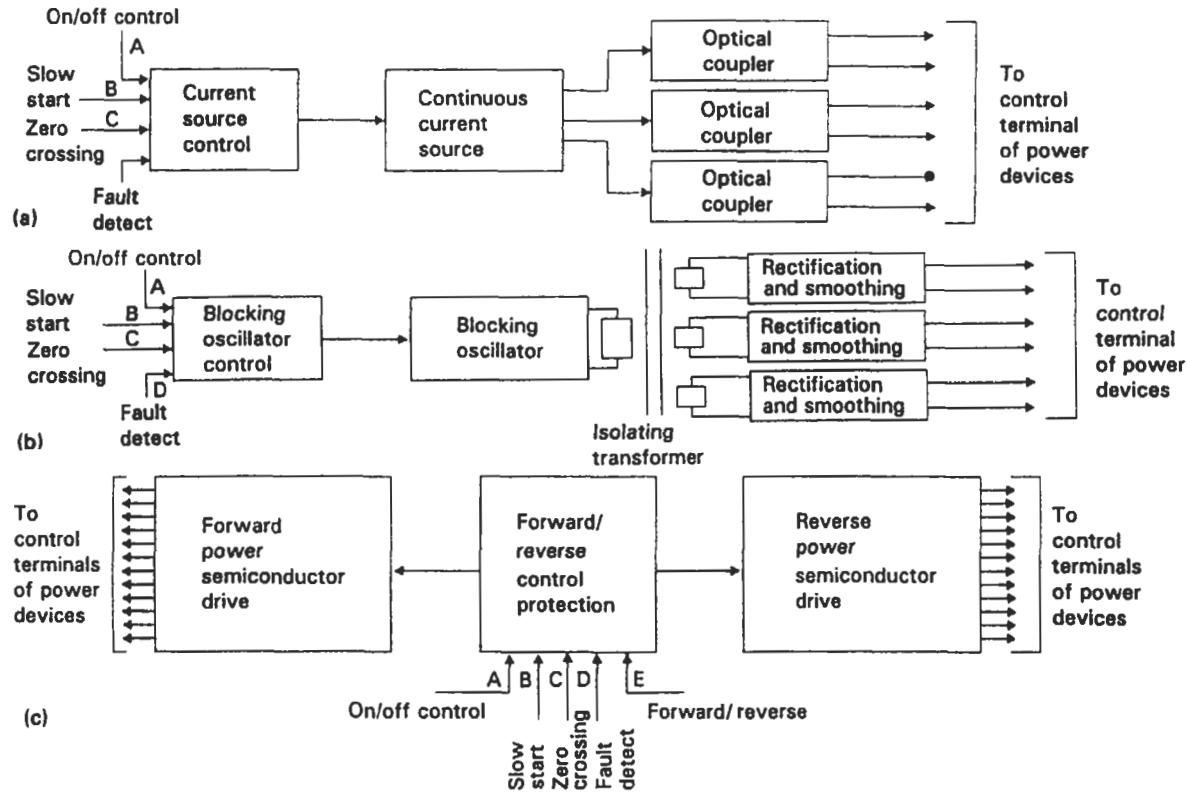 On/off control
A
Slow
start
B
Zero
crossing
C
Fault
detect
Current
source
control
Continuous
current
source
Optical
coupler
Optical
coupler
Optical
coupler
To
control
terminal
of power
devices
(a)
On/off control
A
Slow
start
B
Zero
crossing
C
D
Fault
detect
Blocking
oscillator
control
Blocking
oscillator
Isolating
transformer
Rectification
and smoothing
Rectification
and smoothing
Rectification
and smoothing
To
control
terminal
of power
devices
(b)
To
control
terminals
of power
devices
Forward
power
semiconductor
drive
Forward/
reverse
control
protection
Reverse
power
semiconductor
drive
To
control
terminals
of power
devices
A
B
C
D
E
On/off control
Slow
start
Zero
crossing
Fault
detect
Forward/reverse
(c)